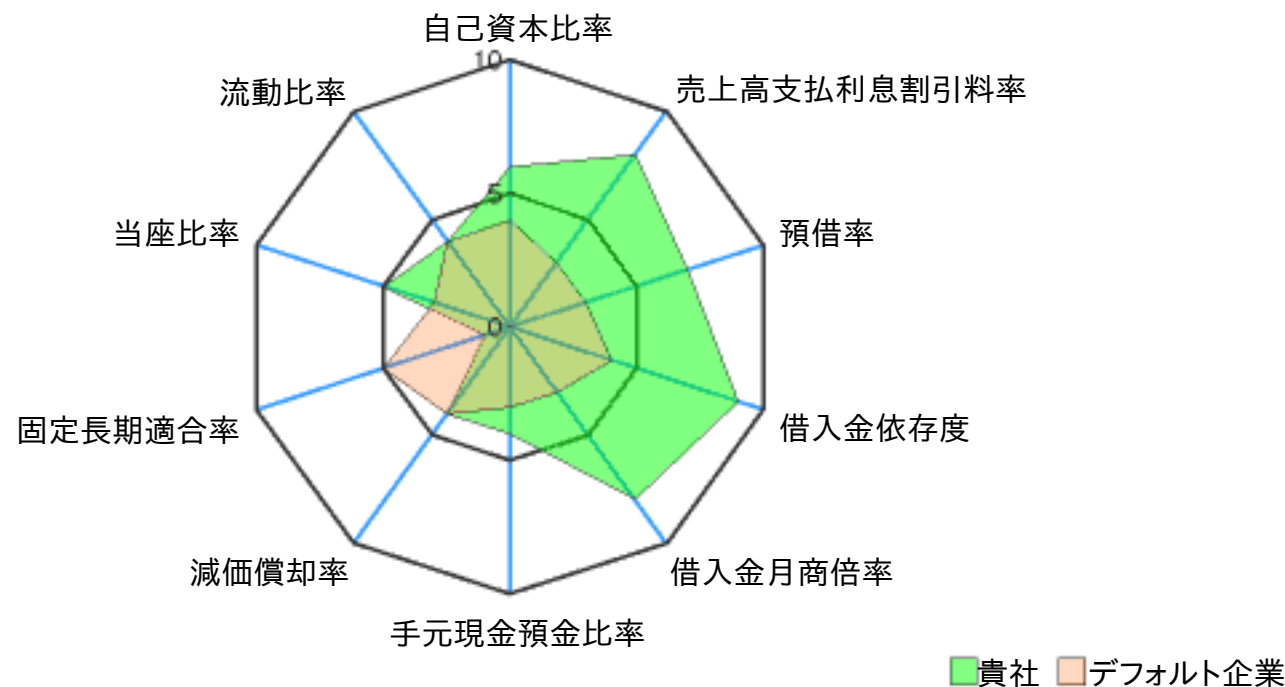 自己資本比率
10
流動比率
売上高支払利息割引料率
5
当座比率
預借率
0
固定長期適合率
借入金依存度
減価償却率
借入金月商倍率
手元現金預金比率
貴社 デフォルト企業